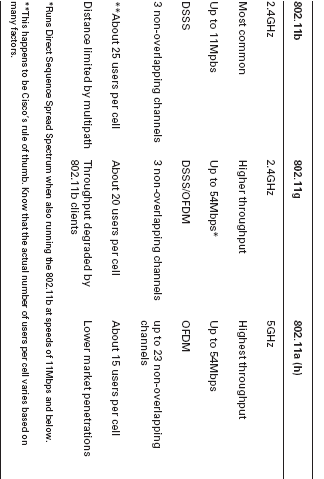 802.11b 802.11g 802.11a (h)
2.4GHz 2.4GHz 5GHz
Most common Higher throughput Highest throughput
Up to 11Mpbs Up to 54Mbps* Up to 54Mbps
DSSS DSSS/OFDM OFDM
3 non-overlapping channels 3 non-overlapping channels up to 23 non-overlapping
channels
**About 25 users per cell About 20 users per cell About 15 users per cell
Distance limited by multipath Throughput degraded by Lower market penetrations
802.11b clients
*Runs Direct Sequence Spread Spectrum when also running the 802.11b at speeds of 11Mbps and below.
**This happens to be Cisco's rule of thumb. Know that the actual number of users per cell varies based on
many factors.